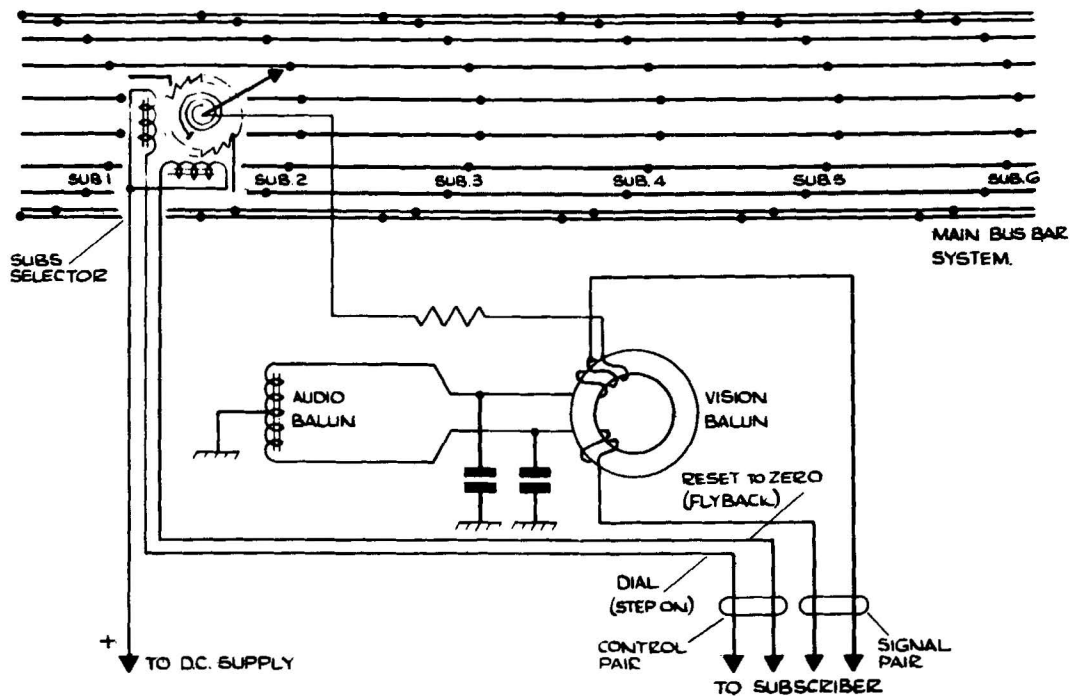 SUB.1 SUB.2 SUB.3 SUB.4 SUB.5 SUB.6
MAIN BUS BAR
SYSTEM.
SUBS
SELECTOR
AUDIO
BALUN
VISION
BALUN
RESET TO ZERO
(FLYBACK)
DIAL
(STEP ON)
CONTROL
PAIR
SIGNAL
PAIR
+
TO D.C. SUPPLY
TO SUBSCRIBER